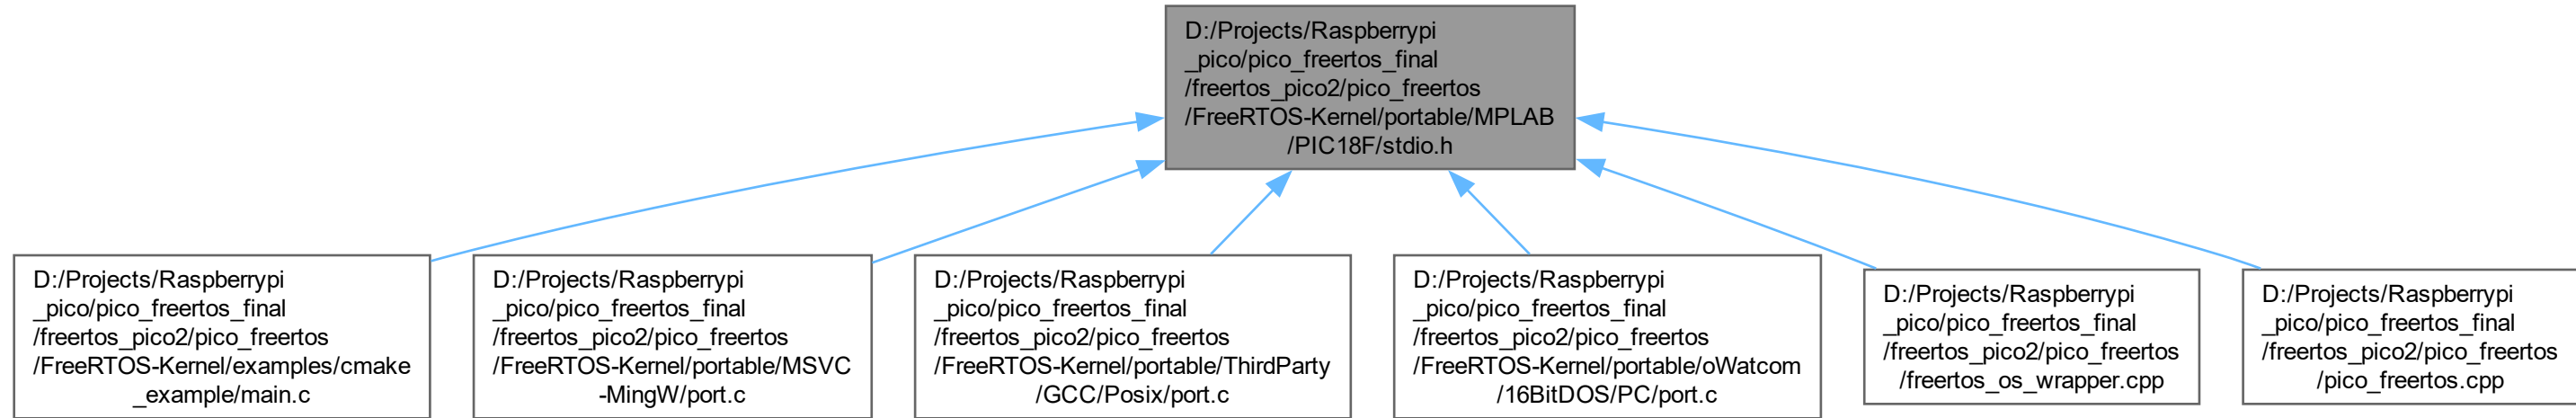 D:/Projects/Raspberrypi
_pico/pico_freertos_final
/freertos_pico2/pico_freertos
/FreeRTOS-Kernel/portable/MPLAB
/PIC18F/stdio.h
D:/Projects/Raspberrypi
_pico/pico_freertos_final
/freertos_pico2/pico_freertos
/FreeRTOS-Kernel/examples/cmake
_example/main.c
D:/Projects/Raspberrypi
_pico/pico_freertos_final
/freertos_pico2/pico_freertos
/FreeRTOS-Kernel/portable/MSVC
-MingW/port.c
D:/Projects/Raspberrypi
_pico/pico_freertos_final
/freertos_pico2/pico_freertos
/FreeRTOS-Kernel/portable/ThirdParty
/GCC/Posix/port.c
D:/Projects/Raspberrypi
_pico/pico_freertos_final
/freertos_pico2/pico_freertos
/FreeRTOS-Kernel/portable/oWatcom
/16BitDOS/PC/port.c
D:/Projects/Raspberrypi
_pico/pico_freertos_final
/freertos_pico2/pico_freertos
/freertos_os_wrapper.cpp
D:/Projects/Raspberrypi
_pico/pico_freertos_final
/freertos_pico2/pico_freertos
/pico_freertos.cpp